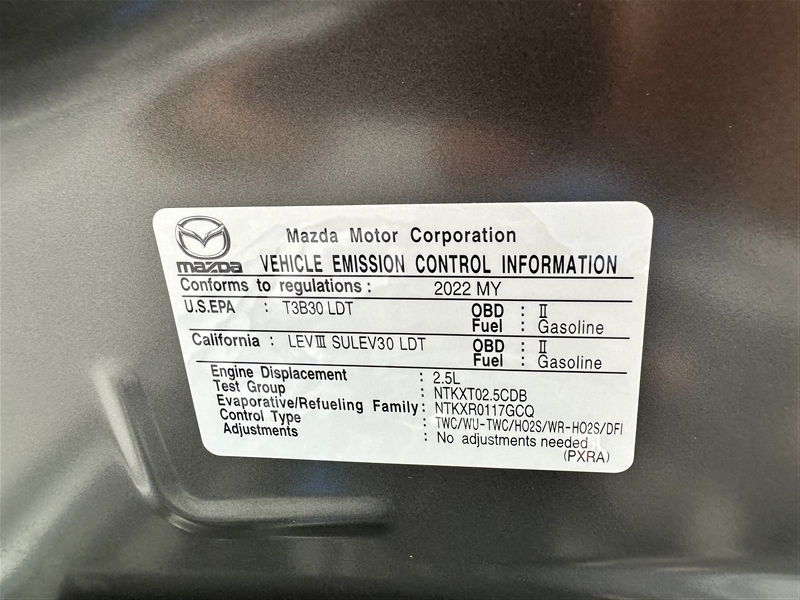 mazda
Mazda Motor Corporation
VEHICLE EMISSION CONTROL INFORMATION
Conforms to regulations : 2022 MY
U.S.EPA : T3B30 LDT OBD : Ⅱ
Fuel : Gasoline
California : LEVⅢ SULEV30 LDT OBD : Ⅱ
Fuel : Gasoline
Engine Displacement : 2.5L
Test Group : NTKXT02.5CDB
Evaporative/Refueling Family : NTKXR0117GCQ
Control Type : TWC/WU-TWC/HO2S/WR-HO2S/DFI
Adjustments : No adjustments needed
(PXRA)